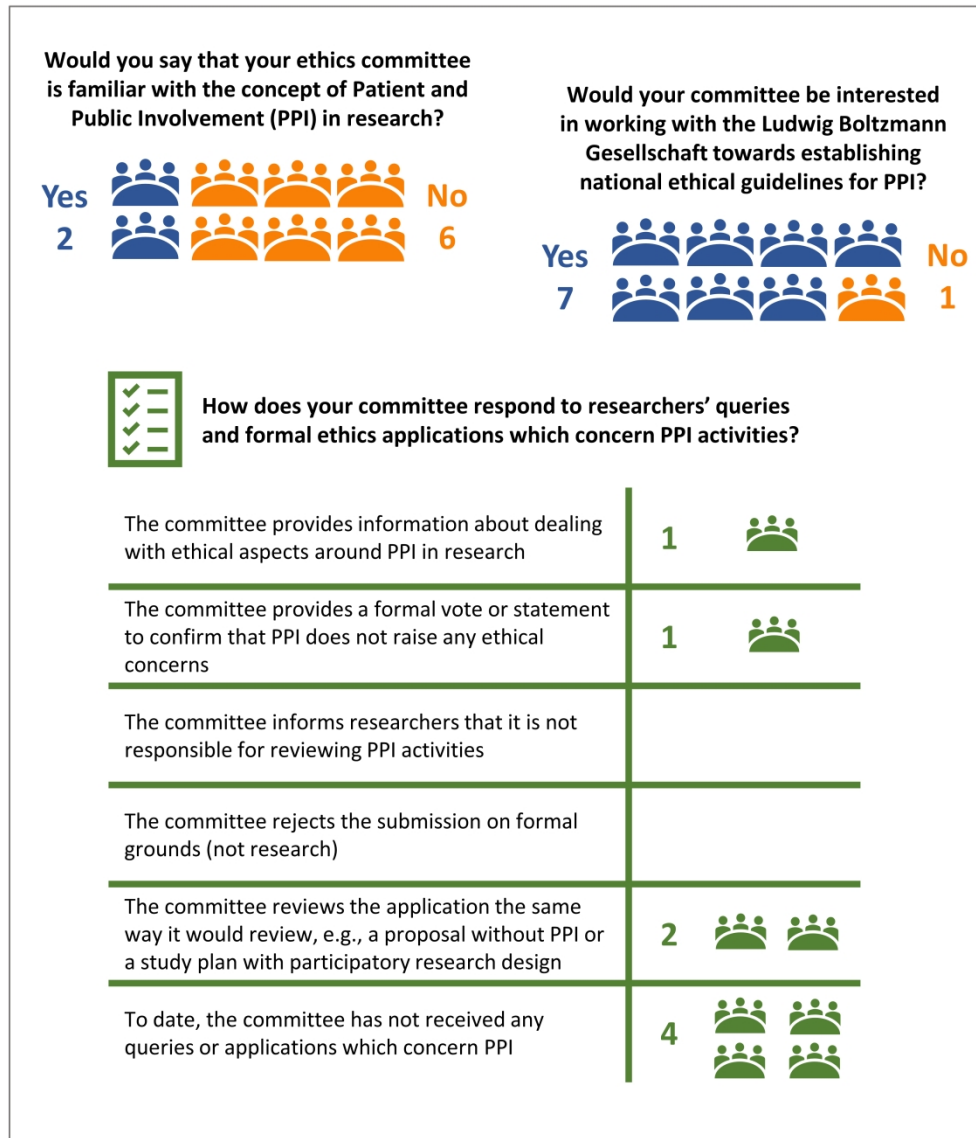 Would you say that your ethics committee
is familiar with the concept of Patient and
Public Involvement (PPI) in research?
Yes
2
No
6
Would your committee be interested
in working with the Ludwig Boltzmann
Gesellschaft towards establishing
national ethical guidelines for PPI?
Yes
7
No
1
How does your committee respond to researchers’ queries
and formal ethics applications which concern PPI activities?
The committee provides information about dealing
with ethical aspects around PPI in research
1
The committee provides a formal vote or statement
to confirm that PPI does not raise any ethical
concerns
1
The committee informs researchers that it is not
responsible for reviewing PPI activities
The committee rejects the submission on formal
grounds (not research)
The committee reviews the application the same
way it would review, e.g., a proposal without PPI or
a study plan with participatory research design
2
To date, the committee has not received any
queries or applications which concern PPI
4